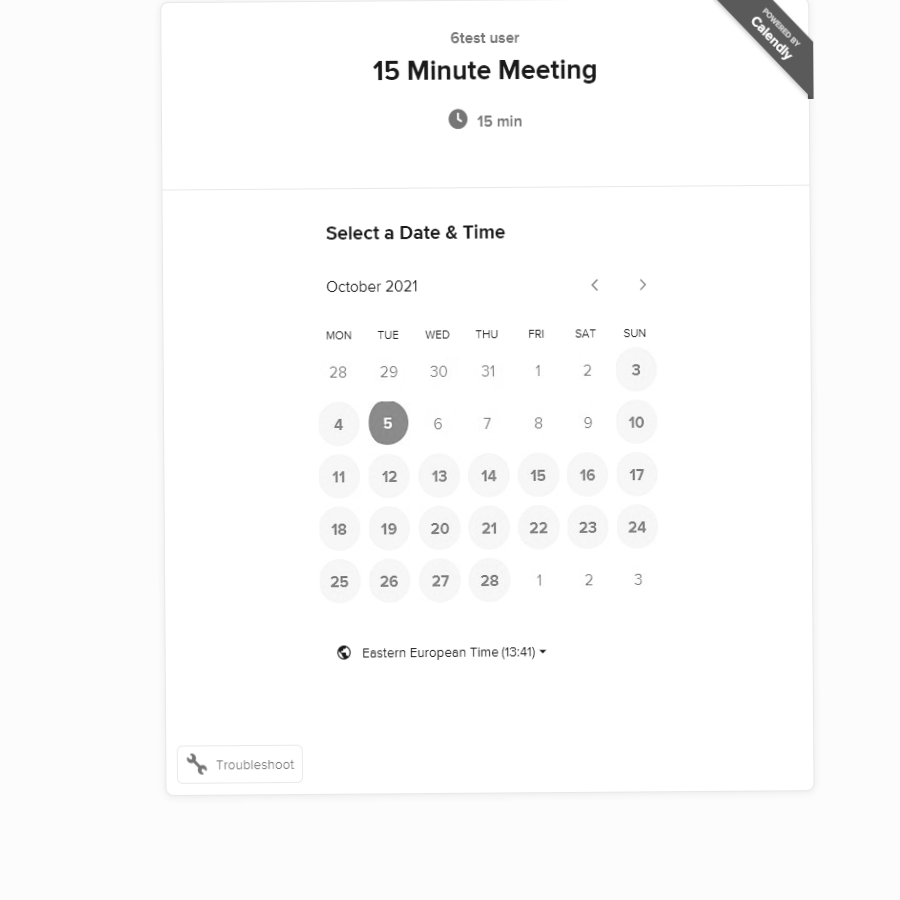 POWERED BY
Calendly
6test user
15 Minute Meeting
15 min
Select a Date & Time
October 2021
MON TUE WED THU FRI SAT SUN
28 29 30 31 1 2 3
4 5 6 7 8 9 10
11 12 13 14 15 16 17
18 19 20 21 22 23 24
25 26 27 28 1 2 3
Eastern European Time (13:41)
Troubleshoot